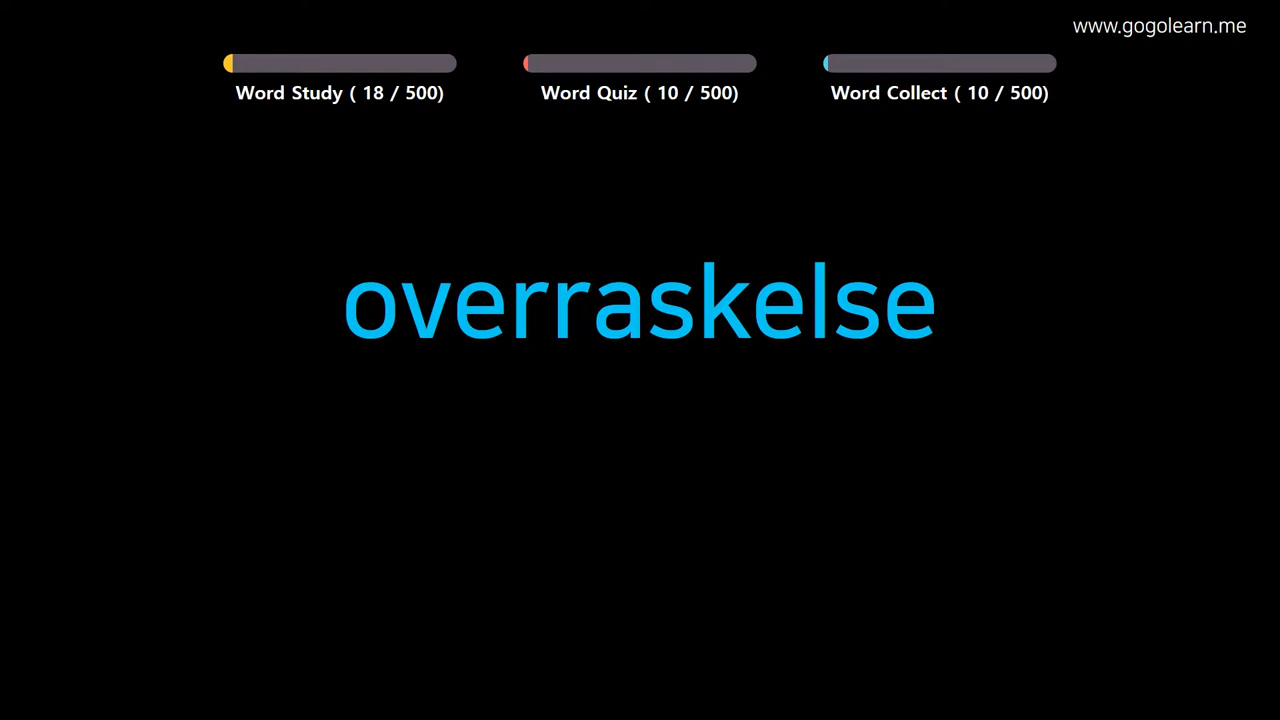 www.gogolearn.me
Word Study ( 18 / 500)
Word Quiz ( 10 / 500)
Word Collect ( 10 / 500)
overraskelse